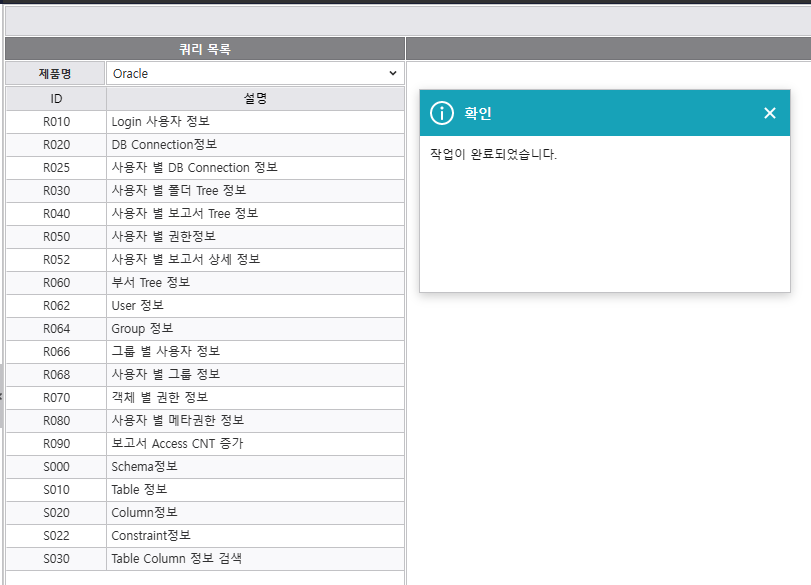 쿼리 목록
제품명 Oracle
ID 설명
R010 Login 사용자 정보
R020 DB Connection정보
R025 사용자 별 DB Connection 정보
R030 사용자 별 폴더 Tree 정보
R040 사용자 별 보고서 Tree 정보
R050 사용자 별 권한정보
R052 사용자 별 보고서 상세 정보
R060 부서 Tree 정보
R062 User 정보
R064 Group 정보
R066 그룹 별 사용자 정보
R068 사용자 별 그룹 정보
R070 객체 별 권한 정보
R080 사용자 별 메타권한 정보
R090 보고서 Access CNT 증가
S000 Schema정보
S010 Table 정보
S020 Column정보
S022 Constraint정보
S030 Table Column 정보 검색
확인
작업이 완료되었습니다.